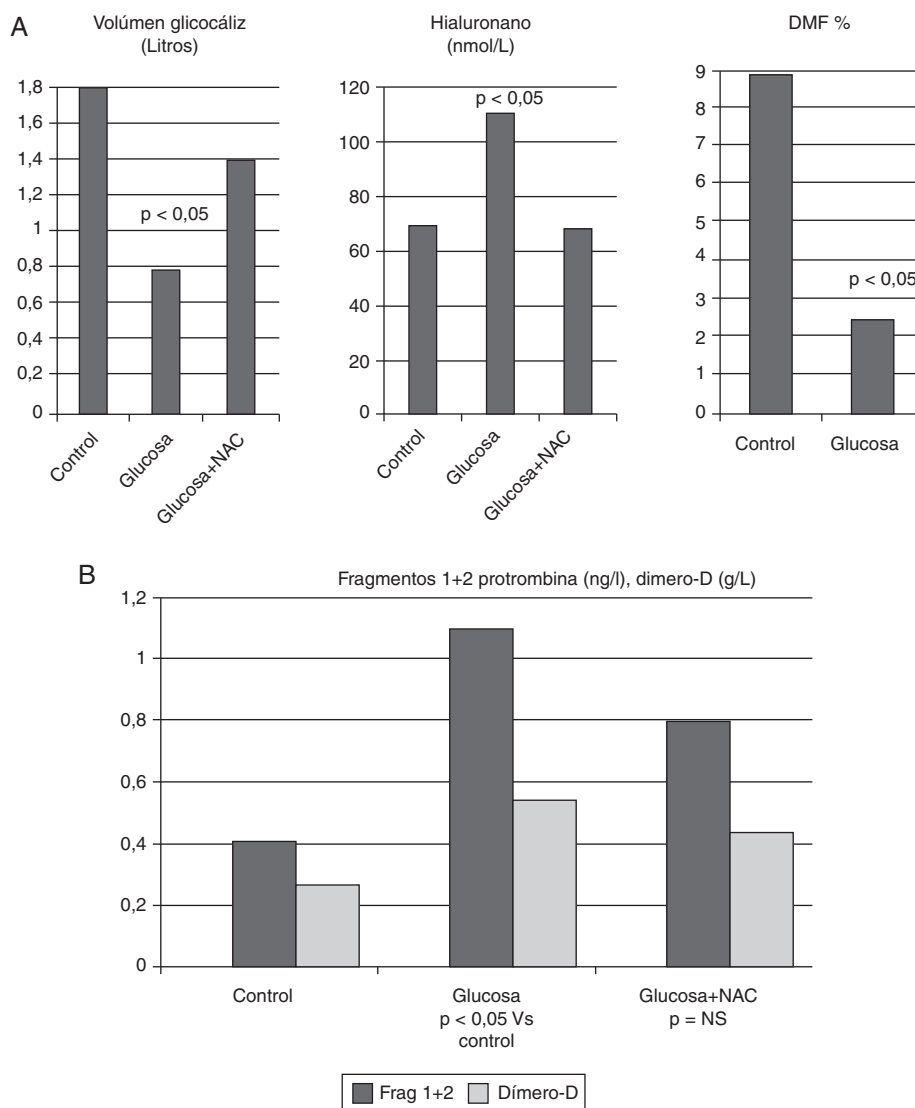 A
Volúmen glicocáliz
(Litros)
1,8
1,6
1,4
1,2
1
0,8
0,6
0,4
0,2
0
p < 0,05
Control
Glucosa
Glucosa+NAC
Hialuronano
(nmol/L)
120
100
80
60
40
20
0
p < 0,05
Control
Glucosa
Glucosa+NAC
DMF %
9
8
7
6
5
4
3
2
1
0
p < 0,05
Control
Glucosa
B
Fragmentos 1+2 protrombina (ng/l), dimero-D (g/L)
1,2
1
0,8
0,6
0,4
0,2
0
Control
Glucosa
p < 0,05 Vs
control
Glucosa+NAC
p = NS
Frag 1+2
Dímero-D